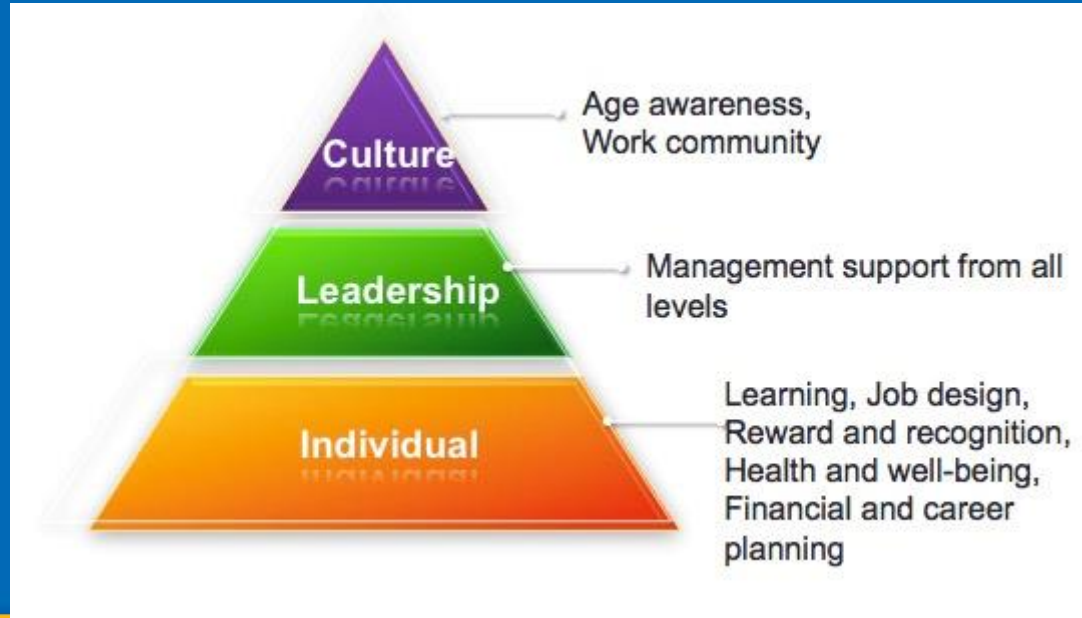 Culture
Age awareness,
Work community
Leadership
Management support from all
levels
Individual
Learning, Job design,
Reward and recognition,
Health and well-being,
Financial and career
planning